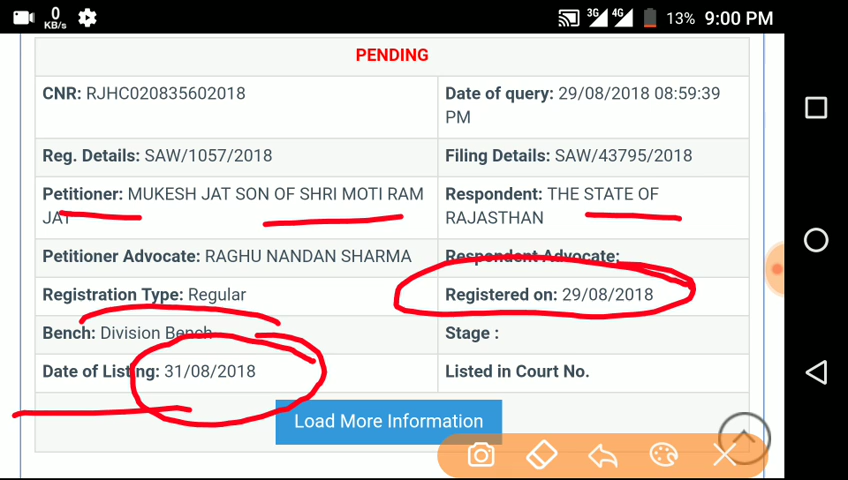 0
KB/s
3G
4G
13%
9:00 PM
PENDING
CNR: RJHC020835602018
Date of query: 29/08/2018 08:59:39
PM
Reg. Details: SAW/1057/2018
Filing Details: SAW/43795/2018
Petitioner: MUKESH JAT SON OF SHRI MOTI RAM
JAT
Respondent: THE STATE OF
RAJASTHAN
Petitioner Advocate: RAGHU NANDAN SHARMA
Respondent Advocate:
Registration Type: Regular
Registered on: 29/08/2018
Bench: Division Bench
Stage :
Date of Listing: 31/08/2018
Listed in Court No.
Load More Information